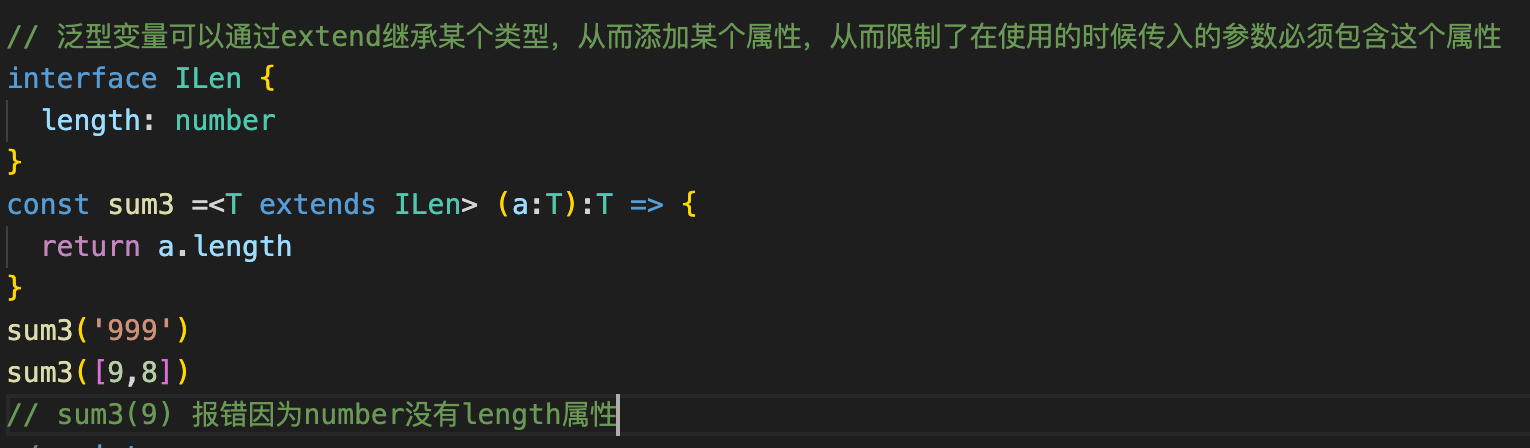 // 泛型变量可以通过extend继承某个类型，从而添加某个属性，从而限制了在使用的时候传入的参数必须包含这个属性
interface ILen {
  length: number
}
const sum3 =<T extends ILen> (a:T):T => {
  return a.length
}
sum3('999')
sum3([9,8])
// sum3(9) 报错因为number没有length属性